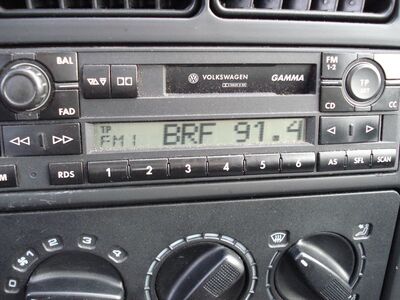 BAL
FM
1-2
VOLKSWAGEN
GAMMA
TP
FAD
CD
CC
TP
FM1
BRF 91.4
RDS
1
2
3
4
5
6
AS
SFL
SCAN
M
0
1
2
3
4